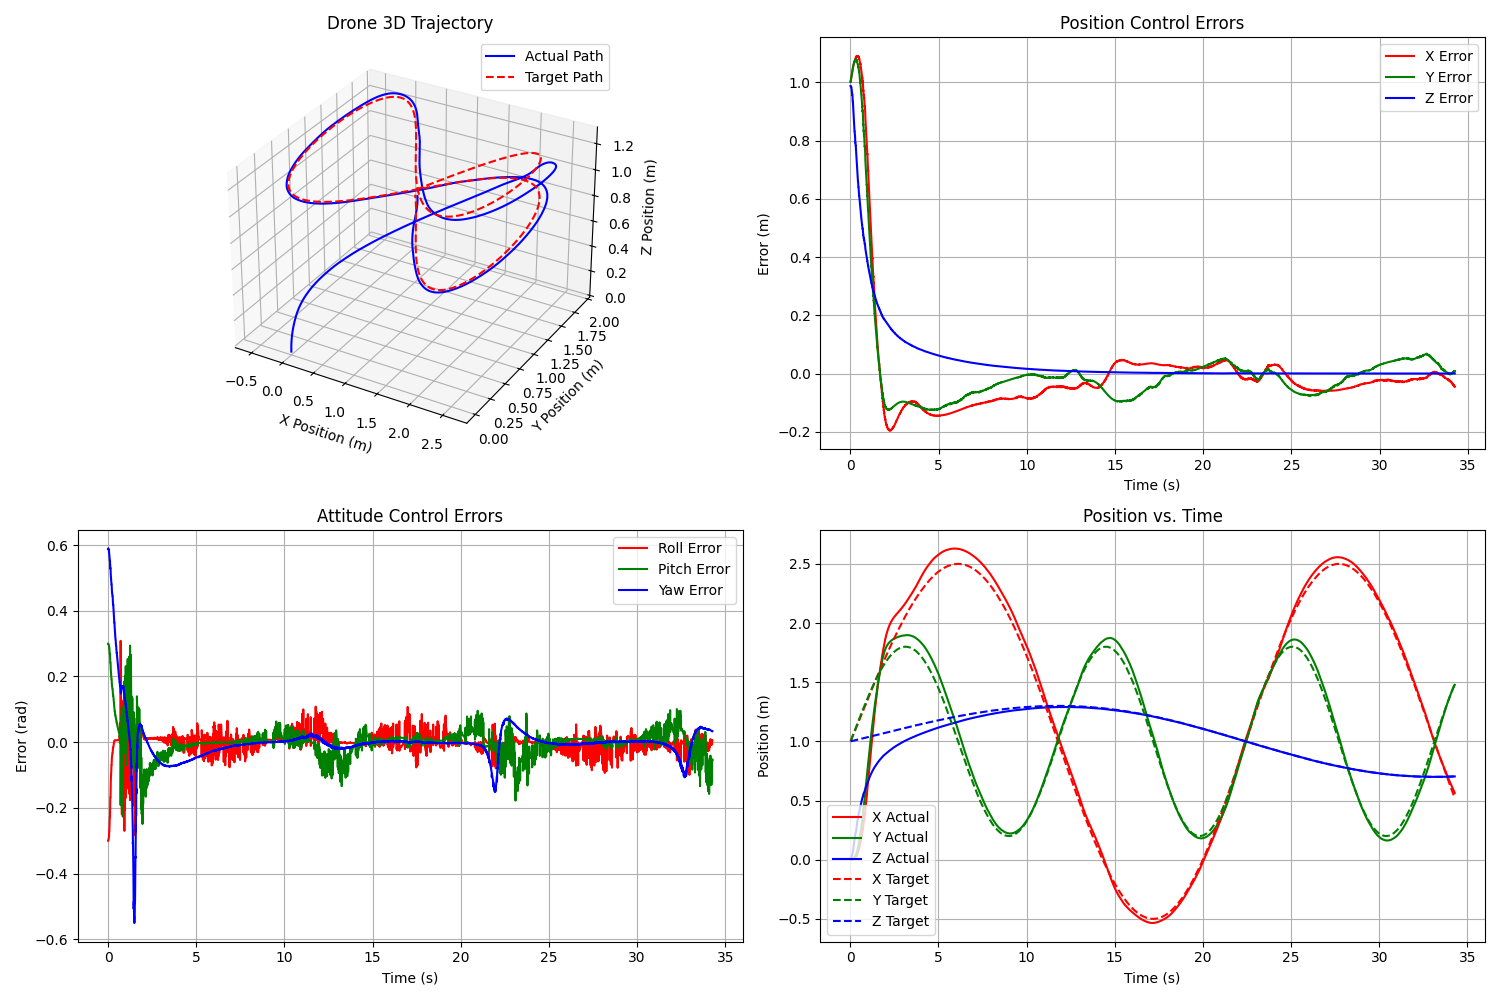 Drone 3D Trajectory
Actual Path
Target Path
1.2
1.0
0.8
0.6
0.4
0.2
0.0
Z Position (m)
−0.5
0.0
0.5
1.0
1.5
2.0
2.5
X Position (m)
0.00
0.25
0.50
0.75
1.00
1.25
1.50
1.75
2.00
Y Position (m)
Position Control Errors
X Error
Y Error
Z Error
1.0
0.8
0.6
0.4
0.2
0.0
−0.2
Error (m)
0 5 10 15 20 25 30 35
Time (s)
Attitude Control Errors
Roll Error
Pitch Error
Yaw Error
0.6
0.4
0.2
0.0
−0.2
−0.4
−0.6
Error (rad)
0 5 10 15 20 25 30 35
Time (s)
Position vs. Time
2.5
2.0
1.5
1.0
0.5
0.0
−0.5
Position (m)
X Actual
Y Actual
Z Actual
X Target
Y Target
Z Target
0 5 10 15 20 25 30 35
Time (s)